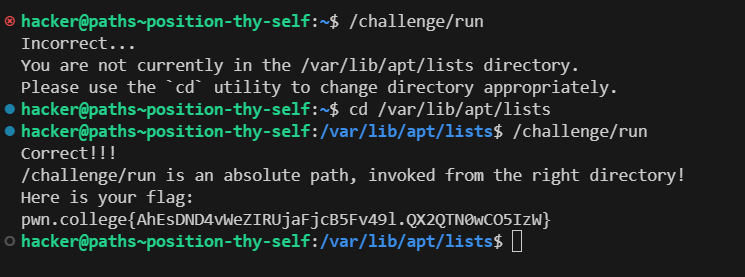 hacker@paths~position-thy-self:~$ /challenge/run
Incorrect...
You are not currently in the /var/lib/apt/lists directory.
Please use the `cd` utility to change directory appropriately.
hacker@paths~position-thy-self:~$ cd /var/lib/apt/lists
hacker@paths~position-thy-self:/var/lib/apt/lists$ /challenge/run
Correct!!!
/challenge/run is an absolute path, invoked from the right directory!
Here is your flag:
pwn.college{AhEsDND4vWeZIRUjaFjcB5Fv49l.QX2QTN0wCO5IzW}
hacker@paths~position-thy-self:/var/lib/apt/lists$